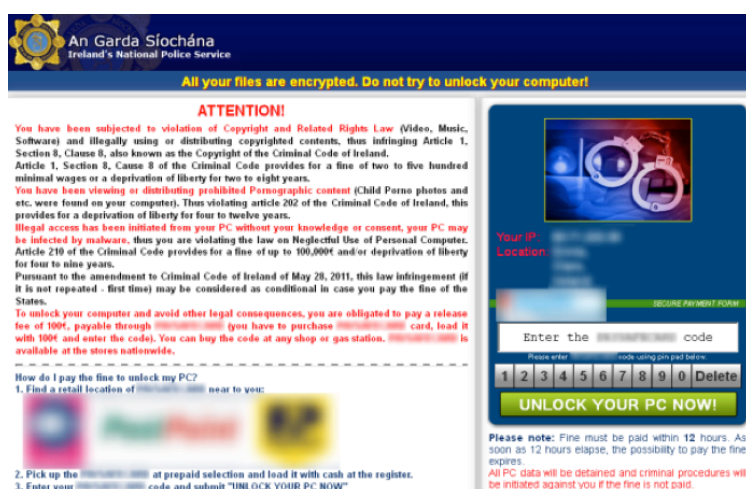 An Garda Síochána
Ireland's National Police Service
All your files are encrypted. Do not try to unlock your computer!
ATTENTION!
You have been subjected to violation of Copyright and Related Rights Law (Video, Music,
Software) and illegally using or distributing copyrighted contents, thus infringing Article 1,
Section 8, Clause 8, also known as the Copyright of the Criminal Code of Ireland.
Article 1, Section 8, Cause 8 of the Criminal Code provides for a fine of two to five hundred
minimal wages or a deprivation of liberty for two to eight years.
You have been viewing or distributing prohibited Pornographic content (Child Porno photos and
etc. were found on your computer). Thus violating article 202 of the Criminal Code of Ireland, this
provides for a deprivation of liberty for four to twelve years.
Illegal access has been initiated from your PC without your knowledge or consent, your PC may
be infected by malware, thus you are violating the law on Neglectful Use of Personal Computer.
Article 210 of the Criminal Code provides for a fine of up to 100,000€ and/or deprivation of liberty
for four to nine years.
Pursuant to the amendment to Criminal Code of Ireland of May 28, 2011, this law infringement (if
it is not repeated - first time) may be considered as conditional in case you pay the fine of the
States.
To unlock your computer and avoid other legal consequences, you are obligated to pay a release
fee of 100€, payable through (you have to purchase card, load it
with 100€ and enter the code). You can buy the code at any shop or gas station. is
available at the stores nationwide.
How do I pay the fine to unlock my PC?
1. Find a retail location of near to you:
2. Pick up the at prepaid selection and load it with cash at the register.
3. Enter your code and submit "UNLOCK YOUR PC NOW"
Your IP:
Location:
SECURE PAYMENT FORM
Enter the code
Please enter code using pin pad below.
1 2 3 4 5 6 7 8 9 0 Delete
UNLOCK YOUR PC NOW!
Please note: Fine must be paid within 12 hours. As
soon as 12 hours elapse, the possibility to pay the fine
expires.
All PC data will be detained and criminal procedures will
be initiated against you if the fine is not paid.